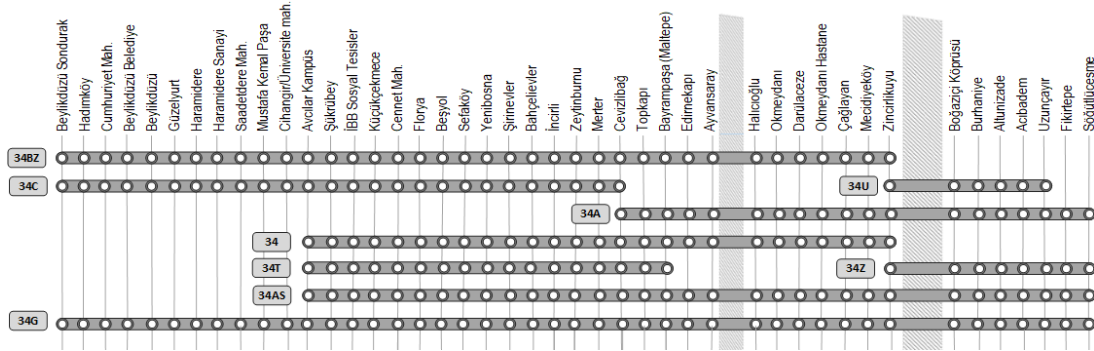 Beylikdüzü Sondurak
Hadımköy
Cumhuriyet Mah.
Beylikdüzü Belediye
Beylikdüzü
Güzelyurt
Haramidere
Haramidere Sanayi
Saadetdere Mah.
Mustafa Kemal Paşa
Cihangir/Üniversite mah.
Avcılar Kampüs
Şükrübey
İBB Sosyal Tesisler
Küçükçekmece
Cennet Mah.
Florya
Beşyol
Sefaköy
Yenibosna
Şirinevler
Bahçelievler
İncirli
Zeytinburnu
Merter
Cevizlibağ
Topkapı
Bayrampaşa (Maltepe)
Edirnekapı
Ayvansaray
Halıcıoğlu
Okmeydanı
Darülaceze
Okmeydanı Hastane
Çağlayan
Mecidiyeköy
Zincirlikuyu
Boğaziçi Köprüsü
Burhaniye
Altunizade
Acıbadem
Uzunçayır
Fikirtepe
Söğütlüçeşme
34BZ
34C
34U
34A
34
34T
34Z
34AS
34G